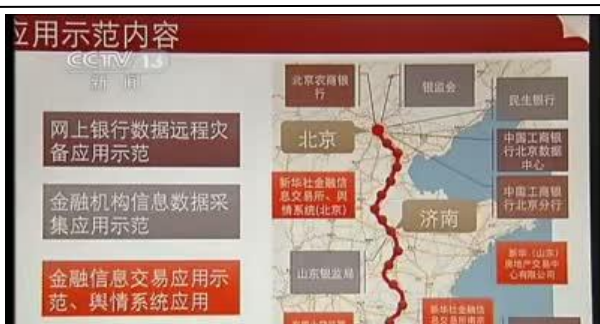 应用示范内容
CCTV 13
新闻
网上银行数据远程灾
备应用示范
金融机构信息数据采
集应用示范
金融信息交易应用示
范、舆情系统应用
北京农商银
行
银监会
民生银行
北京
中国工商银
行北京数据
中心
中国工商银
行北京分行
新华社金融信
息交易所、舆
情系统(北京)
济南
新华（山东）
房地产交易中
心有限公司
山东银监局
新华社金融信